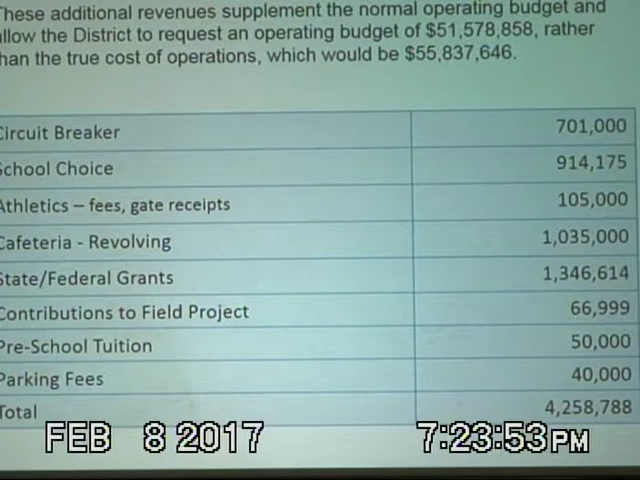 These additional revenues supplement the normal operating budget and
allow the District to request an operating budget of $51,578,858, rather
than the true cost of operations, which would be $55,837,646.
Circuit Breaker 701,000
School Choice 914,175
Athletics – fees, gate receipts 105,000
Cafeteria - Revolving 1,035,000
State/Federal Grants 1,346,614
Contributions to Field Project 66,999
Pre-School Tuition 50,000
Parking Fees 40,000
Total 4,258,788
FEB 8 2017 7:23:53 PM